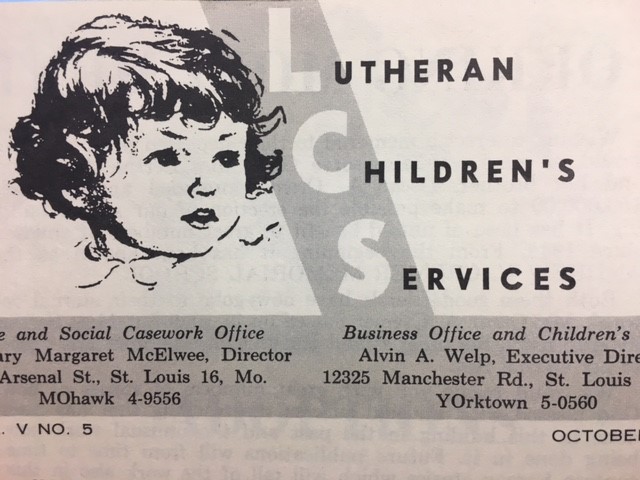 LUTHERAN
CHILDREN'S
SERVICES
e and Social Casework Office
ary Margaret McElwee, Director
Arsenal St., St. Louis 16, Mo.
MOhawk 4-9556
Business Office and Children's
Alvin A. Welp, Executive Dire
12325 Manchester Rd., St. Louis
YOrktown 5-0560
. V NO. 5
OCTOBER